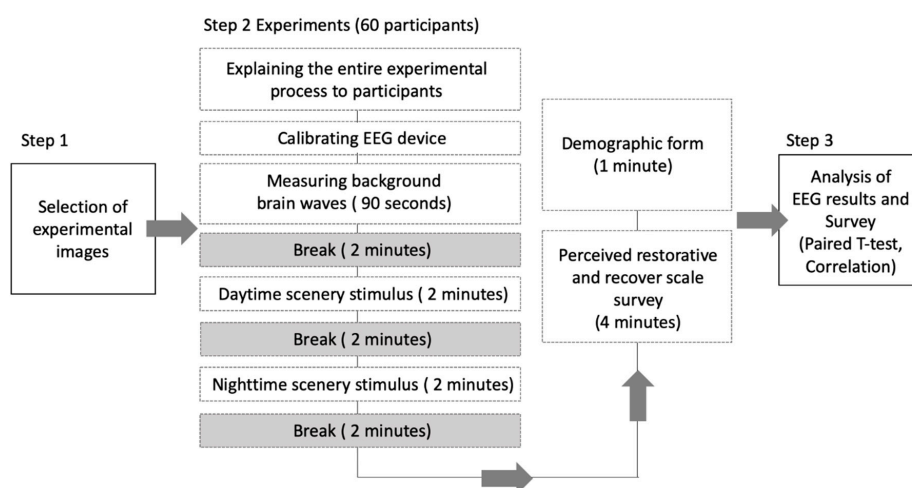 Step 1
Selection of
experimental
images
Step 2 Experiments (60 participants)
Explaining the entire experimental
process to participants
Calibrating EEG device
Measuring background
brain waves ( 90 seconds)
Break ( 2 minutes)
Daytime scenery stimulus ( 2 minutes)
Break ( 2 minutes)
Nighttime scenery stimulus ( 2 minutes)
Break ( 2 minutes)
Demographic form
(1 minute)
Perceived restorative
and recover scale
survey
(4 minutes)
Step 3
Analysis of
EEG results and
Survey
(Paired T-test,
Correlation)